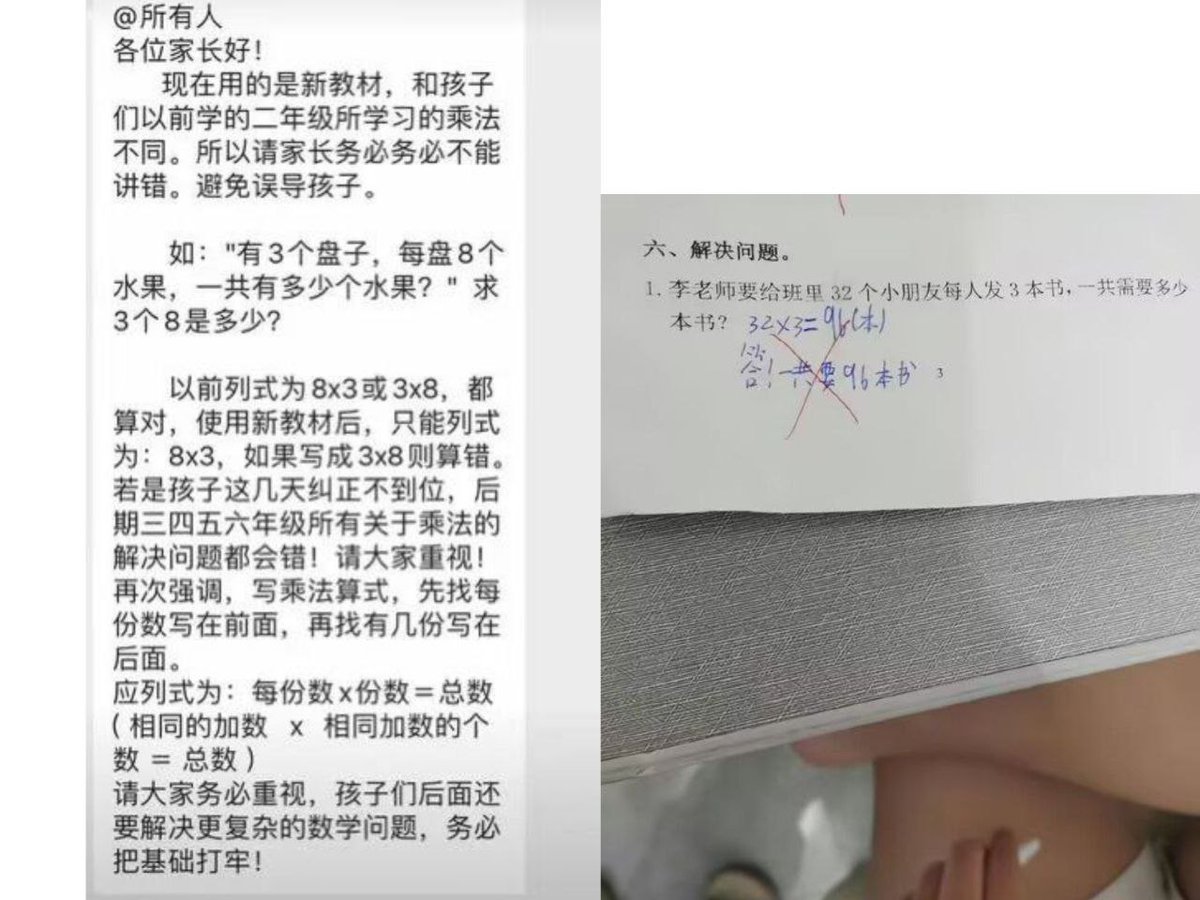 @所有人
各位家长好！
现在用的是新教材，和孩子
们以前学的二年级所学习的乘法
不同。所以请家长务必务必不能
讲错。避免误导孩子。
如："有3个盘子，每盘8个
水果，一共有多少个水果？" 求
3个8是多少？
以前列式为8x3或3x8，都
算对，使用新教材后，只能列式
为：8x3，如果写成3x8则算错。
若是孩子这几天纠正不到位，后
期三四五六年级所有关于乘法的
解决问题都会错！请大家重视！
再次强调，写乘法算式，先找每
份数写在前面，再找有几份写在
后面。
应列式为：每份数x份数＝总数
(相同的加数 x 相同加数的个
数 ＝ 总数)
请大家务必重视，孩子们后面还
要解决更复杂的数学问题，务必
把基础打牢！
六、解决问题。
1. 李老师要给班里 32 个小朋友每人发 3 本书，一共需要多少
本书？ 32×3=96(本)
答：一共要96本书
3